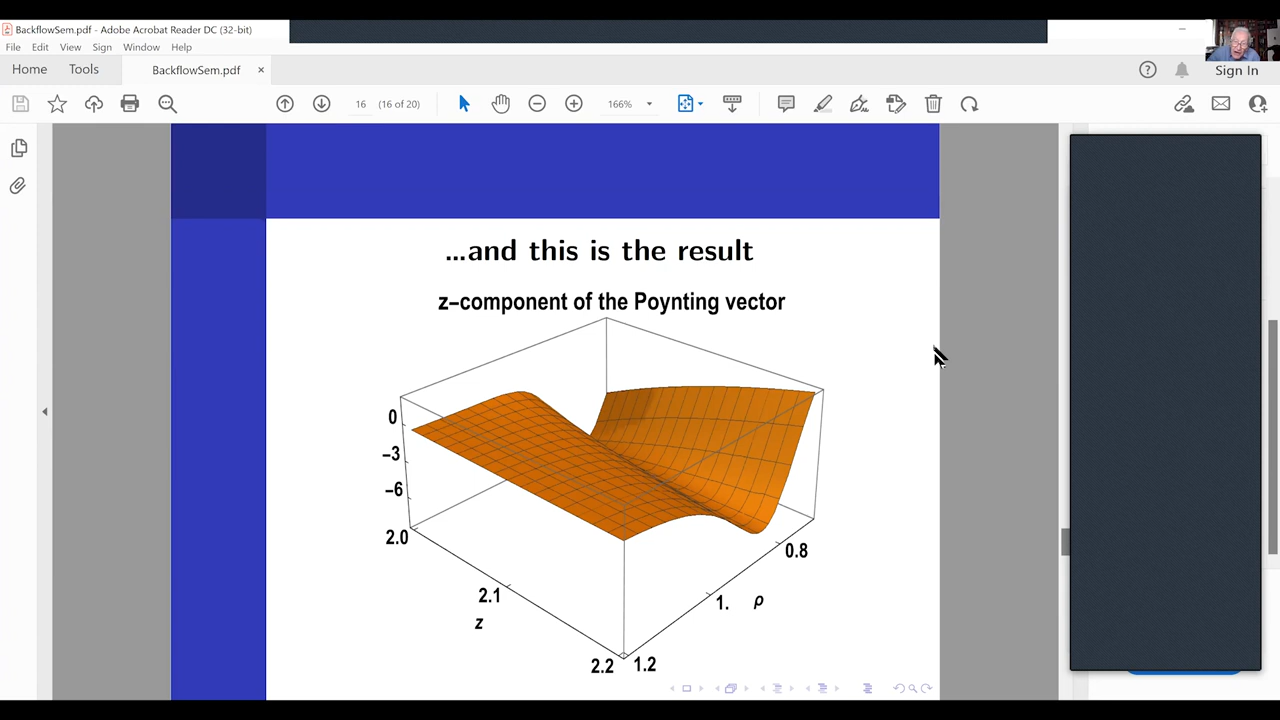 BackflowSem.pdf - Adobe Acrobat Reader DC (32-bit)
File Edit View Sign Window Help
Home Tools BackflowSem.pdf × Sign In
16 (16 of 20) 166%
...and this is the result
z–component of the Poynting vector
0
–3
–6
2.0
2.1
z
2.2
0.8
1.
ρ
1.2